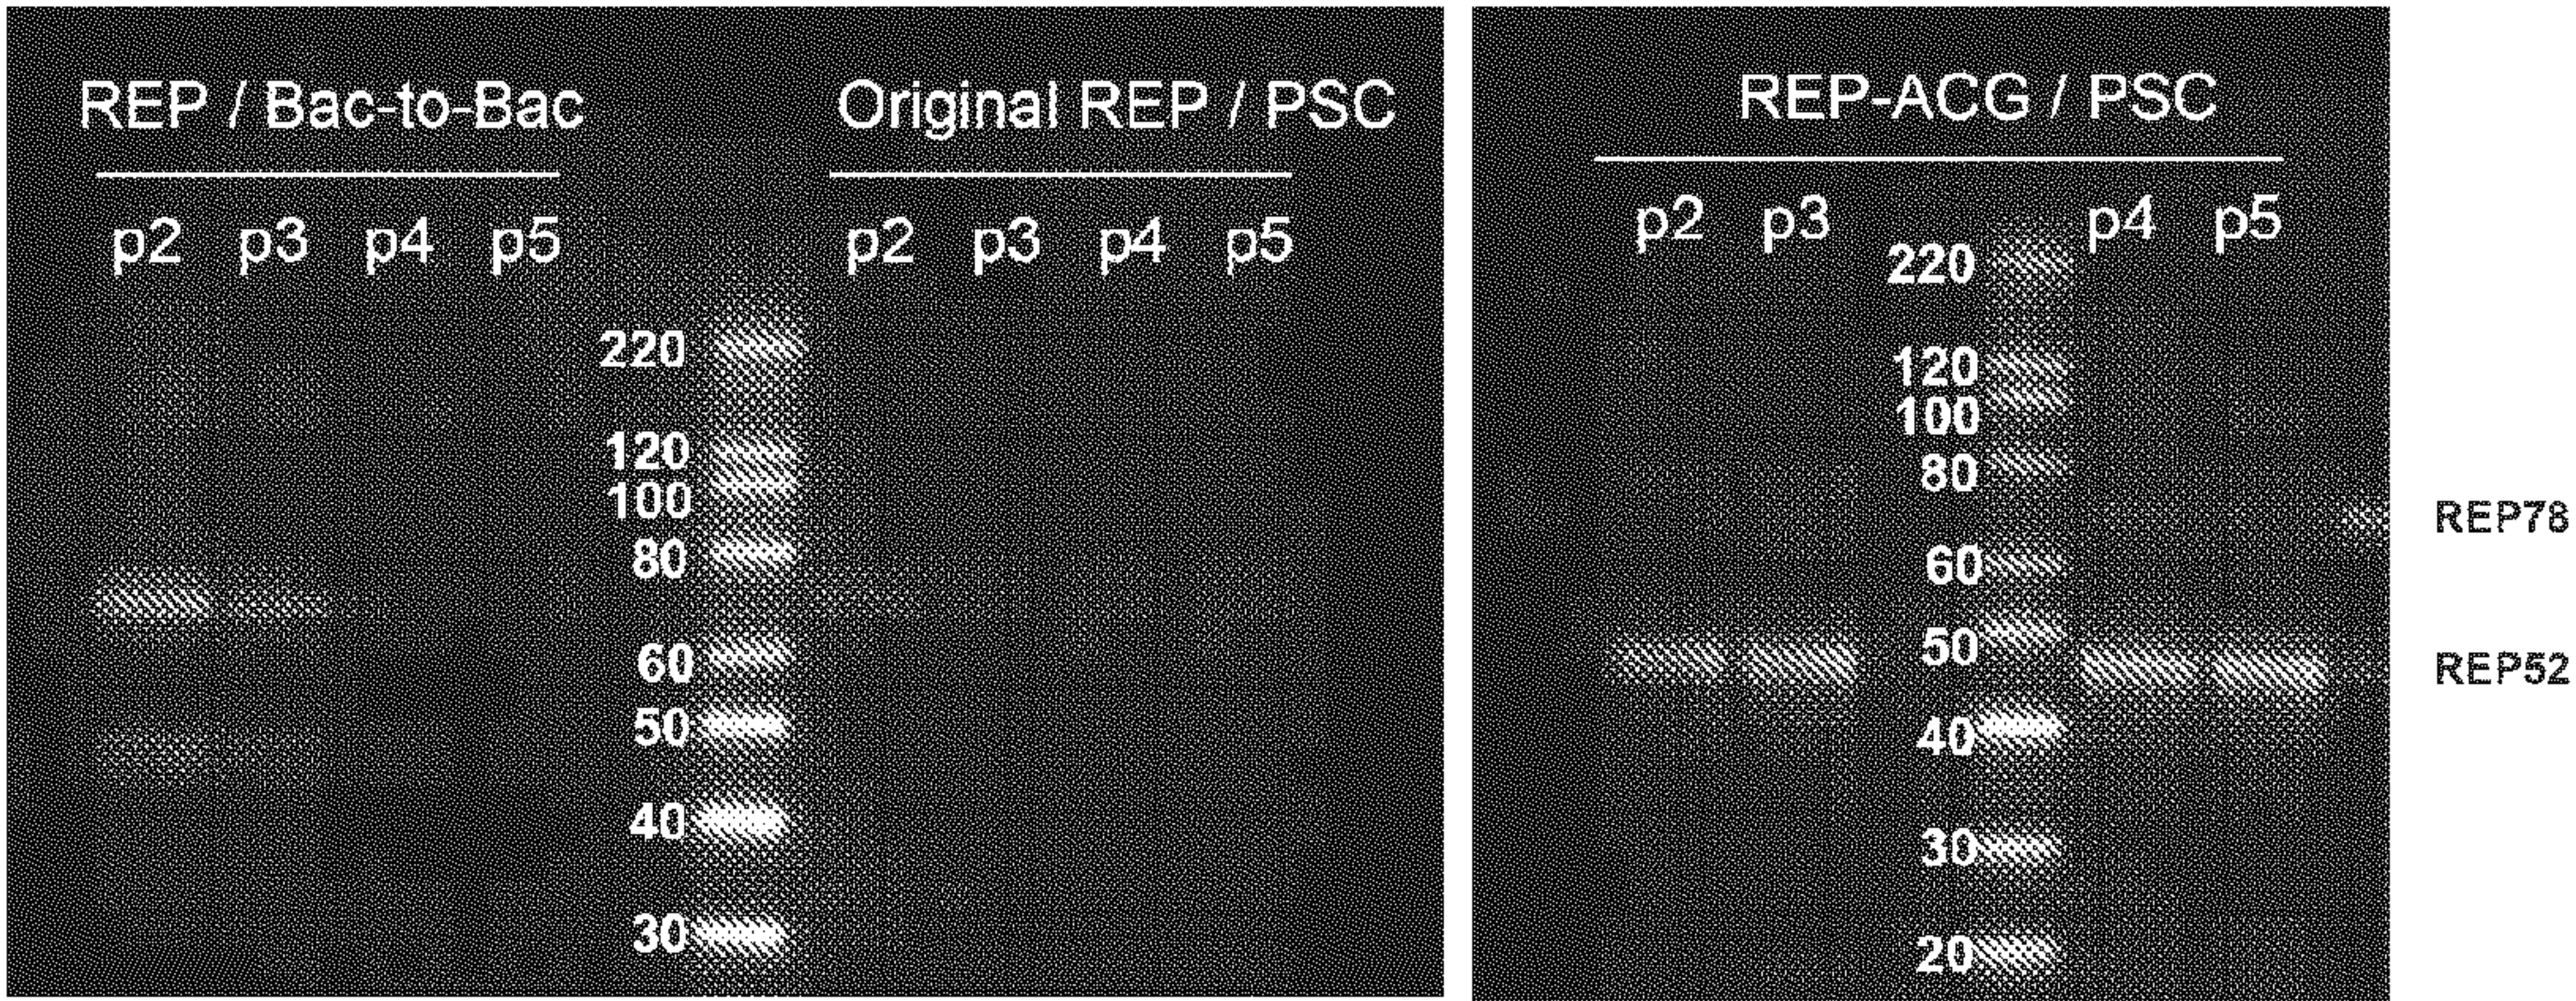 REP / Bac-to-Bac
p2 p3 p4 p5
220
120
100
80
60
50
40
30
Original REP / PSC
p2 p3 p4 p5
REP-ACG / PSC
p2 p3 p4 p5
220
120
100
80
60
50
40
30
20
REP78
REP52